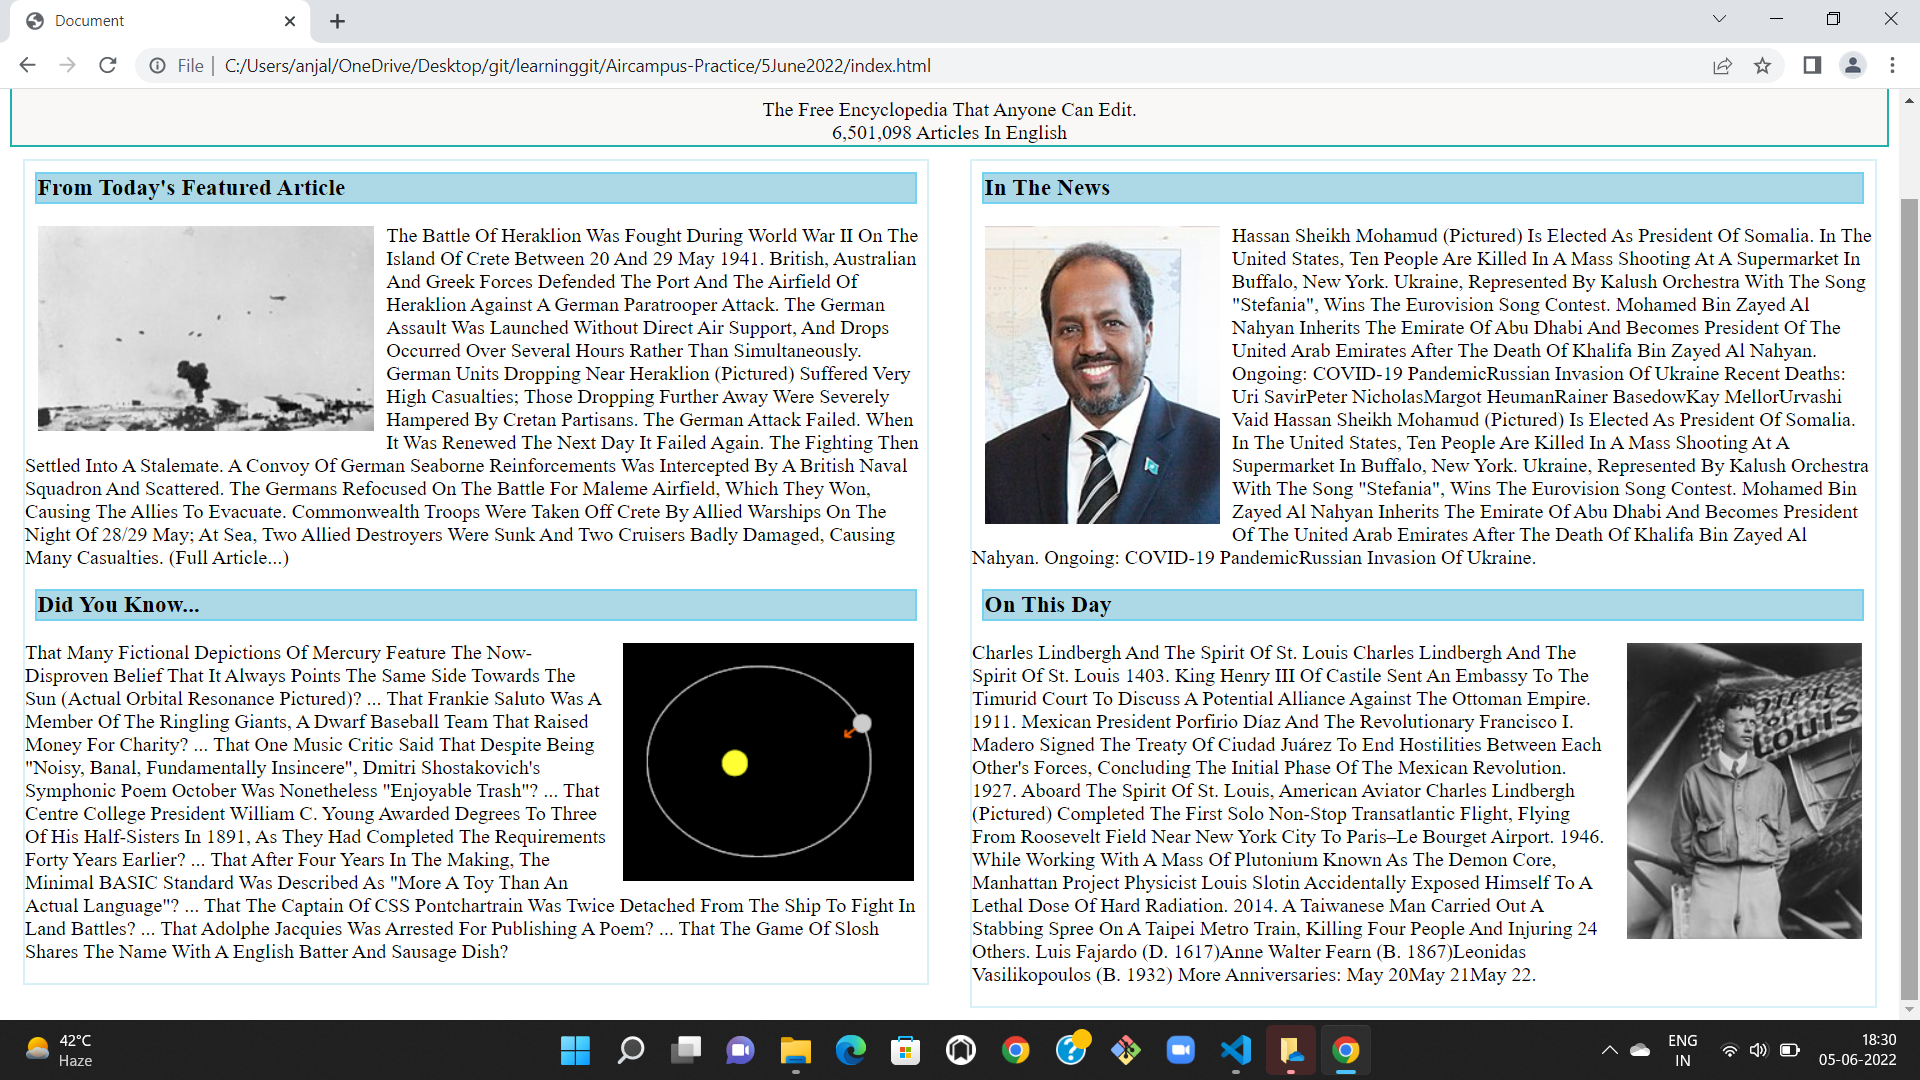 Document
File
C:/Users/anjal/OneDrive/Desktop/git/learninggit/Aircampus-Practice/5June2022/index.html
The Free Encyclopedia That Anyone Can Edit.
6,501,098 Articles In English
From Today's Featured Article
The Battle Of Heraklion Was Fought During World War II On The
Island Of Crete Between 20 And 29 May 1941. British, Australian
And Greek Forces Defended The Port And The Airfield Of
Heraklion Against A German Paratrooper Attack. The German
Assault Was Launched Without Direct Air Support, And Drops
Occurred Over Several Hours Rather Than Simultaneously.
German Units Dropping Near Heraklion (Pictured) Suffered Very
High Casualties; Those Dropping Further Away Were Severely
Hampered By Cretan Partisans. The German Attack Failed. When
It Was Renewed The Next Day It Failed Again. The Fighting Then
Settled Into A Stalemate. A Convoy Of German Seaborne Reinforcements Was Intercepted By A British Naval
Squadron And Scattered. The Germans Refocused On The Battle For Maleme Airfield, Which They Won,
Causing The Allies To Evacuate. Commonwealth Troops Were Taken Off Crete By Allied Warships On The
Night Of 28/29 May; At Sea, Two Allied Destroyers Were Sunk And Two Cruisers Badly Damaged, Causing
Many Casualties. (Full Article...)
Did You Know...
That Many Fictional Depictions Of Mercury Feature The Now-
Disproven Belief That It Always Points The Same Side Towards The
Sun (Actual Orbital Resonance Pictured)? ... That Frankie Saluto Was A
Member Of The Ringling Giants, A Dwarf Baseball Team That Raised
Money For Charity? ... That One Music Critic Said That Despite Being
"Noisy, Banal, Fundamentally Insincere", Dmitri Shostakovich's
Symphonic Poem October Was Nonetheless "Enjoyable Trash"? ... That
Centre College President William C. Young Awarded Degrees To Three
Of His Half-Sisters In 1891, As They Had Completed The Requirements
Forty Years Earlier? ... That After Four Years In The Making, The
Minimal BASIC Standard Was Described As "More A Toy Than An
Actual Language"? ... That The Captain Of CSS Pontchartrain Was Twice Detached From The Ship To Fight In
Land Battles? ... That Adolphe Jacquies Was Arrested For Publishing A Poem? ... That The Game Of Slosh
Shares The Name With A English Batter And Sausage Dish?
In The News
Hassan Sheikh Mohamud (Pictured) Is Elected As President Of Somalia. In The
United States, Ten People Are Killed In A Mass Shooting At A Supermarket In
Buffalo, New York. Ukraine, Represented By Kalush Orchestra With The Song
"Stefania", Wins The Eurovision Song Contest. Mohamed Bin Zayed Al
Nahyan Inherits The Emirate Of Abu Dhabi And Becomes President Of The
United Arab Emirates After The Death Of Khalifa Bin Zayed Al Nahyan.
Ongoing: COVID-19 PandemicRussian Invasion Of Ukraine Recent Deaths:
Uri SavirPeter NicholasMargot HeumanRainer BasedowKay MellorUrvashi
Vaid Hassan Sheikh Mohamud (Pictured) Is Elected As President Of Somalia.
In The United States, Ten People Are Killed In A Mass Shooting At A
Supermarket In Buffalo, New York. Ukraine, Represented By Kalush Orchestra
With The Song "Stefania", Wins The Eurovision Song Contest. Mohamed Bin
Zayed Al Nahyan Inherits The Emirate Of Abu Dhabi And Becomes President
Of The United Arab Emirates After The Death Of Khalifa Bin Zayed Al
Nahyan. Ongoing: COVID-19 PandemicRussian Invasion Of Ukraine.
On This Day
Charles Lindbergh And The Spirit Of St. Louis Charles Lindbergh And The
Spirit Of St. Louis 1403. King Henry III Of Castile Sent An Embassy To The
Timurid Court To Discuss A Potential Alliance Against The Ottoman Empire.
1911. Mexican President Porfirio Díaz And The Revolutionary Francisco I.
Madero Signed The Treaty Of Ciudad Juárez To End Hostilities Between Each
Other's Forces, Concluding The Initial Phase Of The Mexican Revolution.
1927. Aboard The Spirit Of St. Louis, American Aviator Charles Lindbergh
(Pictured) Completed The First Solo Non-Stop Transatlantic Flight, Flying
From Roosevelt Field Near New York City To Paris–Le Bourget Airport. 1946.
While Working With A Mass Of Plutonium Known As The Demon Core,
Manhattan Project Physicist Louis Slotin Accidentally Exposed Himself To A
Lethal Dose Of Hard Radiation. 2014. A Taiwanese Man Carried Out A
Stabbing Spree On A Taipei Metro Train, Killing Four People And Injuring 24
Others. Luis Fajardo (D. 1617)Anne Walter Fearn (B. 1867)Leonidas
Vasilikopoulos (B. 1932) More Anniversaries: May 20May 21May 22.
Spirit
of
St
Louis
42°C
Haze
ENG
IN
18:30
05-06-2022